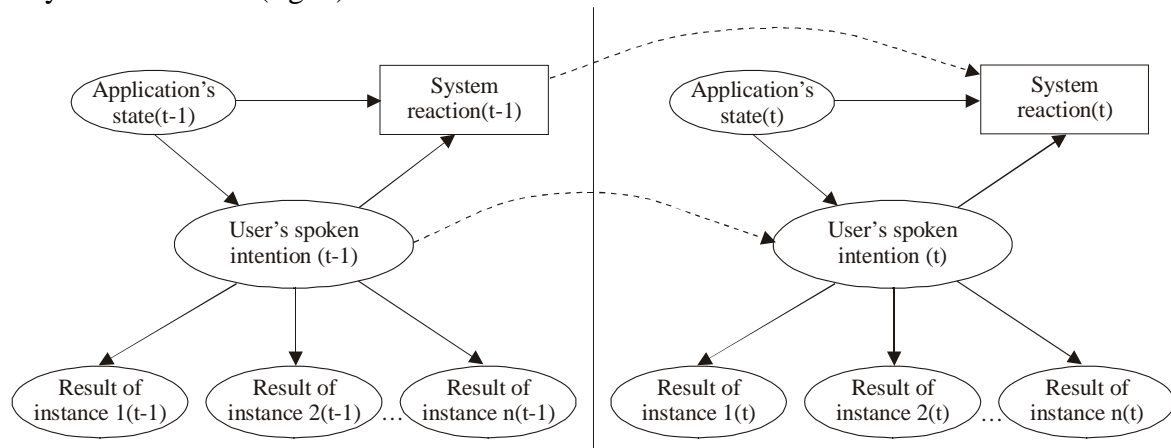 Application's
state(t-1)
System
reaction(t-1)
Application's
state(t)
System
reaction(t)
User's spoken
intention (t-1)
User's spoken
intention (t)
Result of
instance 1(t-1)
Result of
instance 2(t-1)
...
Result of
instance n(t-1)
Result of
instance 1(t)
Result of
instance 2(t)
...
Result of
instance n(t)